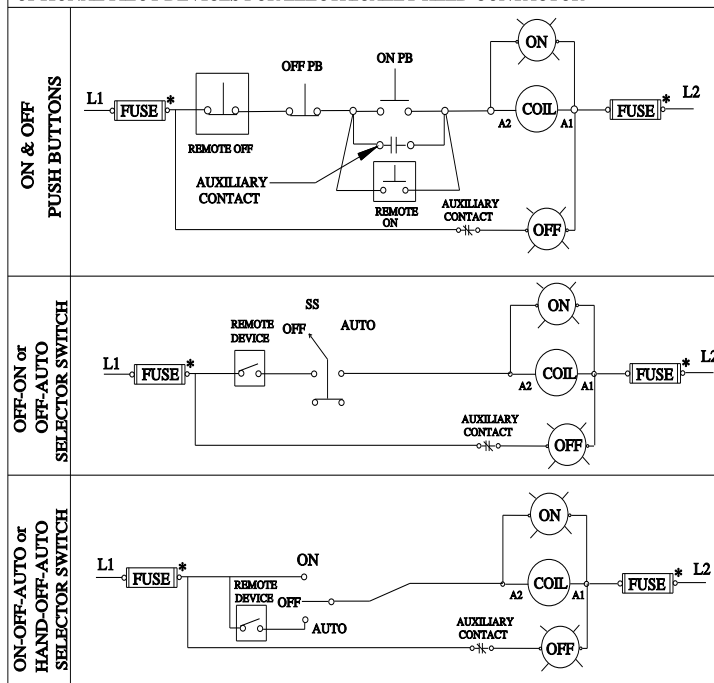 ON & OFF
PUSH BUTTONS
L1
FUSE
*
REMOTE OFF
OFF PB
ON PB
AUXILIARY
CONTACT
REMOTE
ON
ON
COIL
A2
A1
FUSE
*
L2
AUXILIARY
CONTACT
OFF
OFF-ON or
OFF-AUTO
SELECTOR SWITCH
L1
FUSE
*
REMOTE
DEVICE
SS
OFF
AUTO
ON
COIL
A2
A1
FUSE
*
L2
AUXILIARY
CONTACT
OFF
ON-OFF-AUTO or
HAND-OFF-AUTO
SELECTOR SWITCH
L1
FUSE
*
REMOTE
DEVICE
ON
OFF
AUTO
ON
COIL
A2
A1
FUSE
*
L2
AUXILIARY
CONTACT
OFF